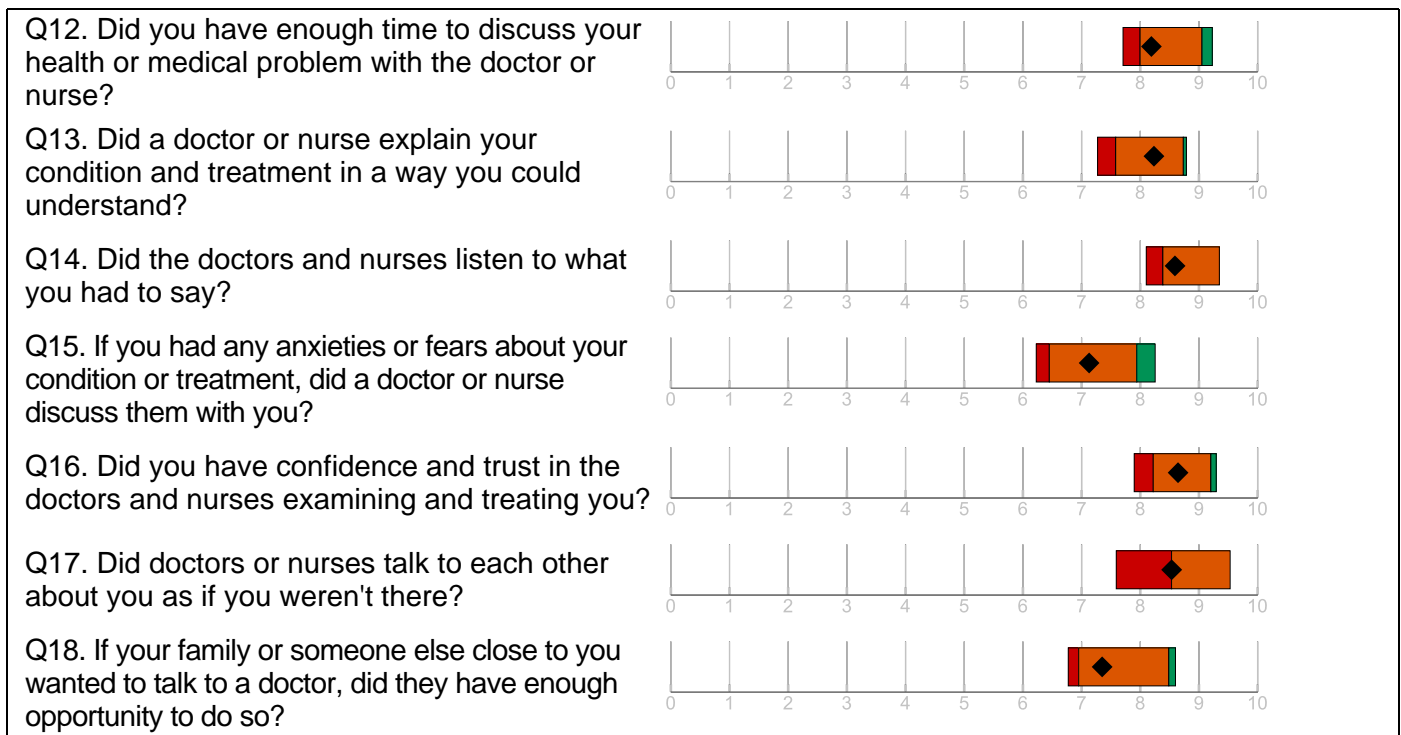 Q12. Did you have enough time to discuss your
health or medical problem with the doctor or
nurse?
0 1 2 3 4 5 6 7 8 9 10
Q13. Did a doctor or nurse explain your
condition and treatment in a way you could
understand?
0 1 2 3 4 5 6 7 8 9 10
Q14. Did the doctors and nurses listen to what
you had to say?
0 1 2 3 4 5 6 7 8 9 10
Q15. If you had any anxieties or fears about your
condition or treatment, did a doctor or nurse
discuss them with you?
0 1 2 3 4 5 6 7 8 9 10
Q16. Did you have confidence and trust in the
doctors and nurses examining and treating you?
0 1 2 3 4 5 6 7 8 9 10
Q17. Did doctors or nurses talk to each other
about you as if you weren't there?
0 1 2 3 4 5 6 7 8 9 10
Q18. If your family or someone else close to you
wanted to talk to a doctor, did they have enough
opportunity to do so?
0 1 2 3 4 5 6 7 8 9 10